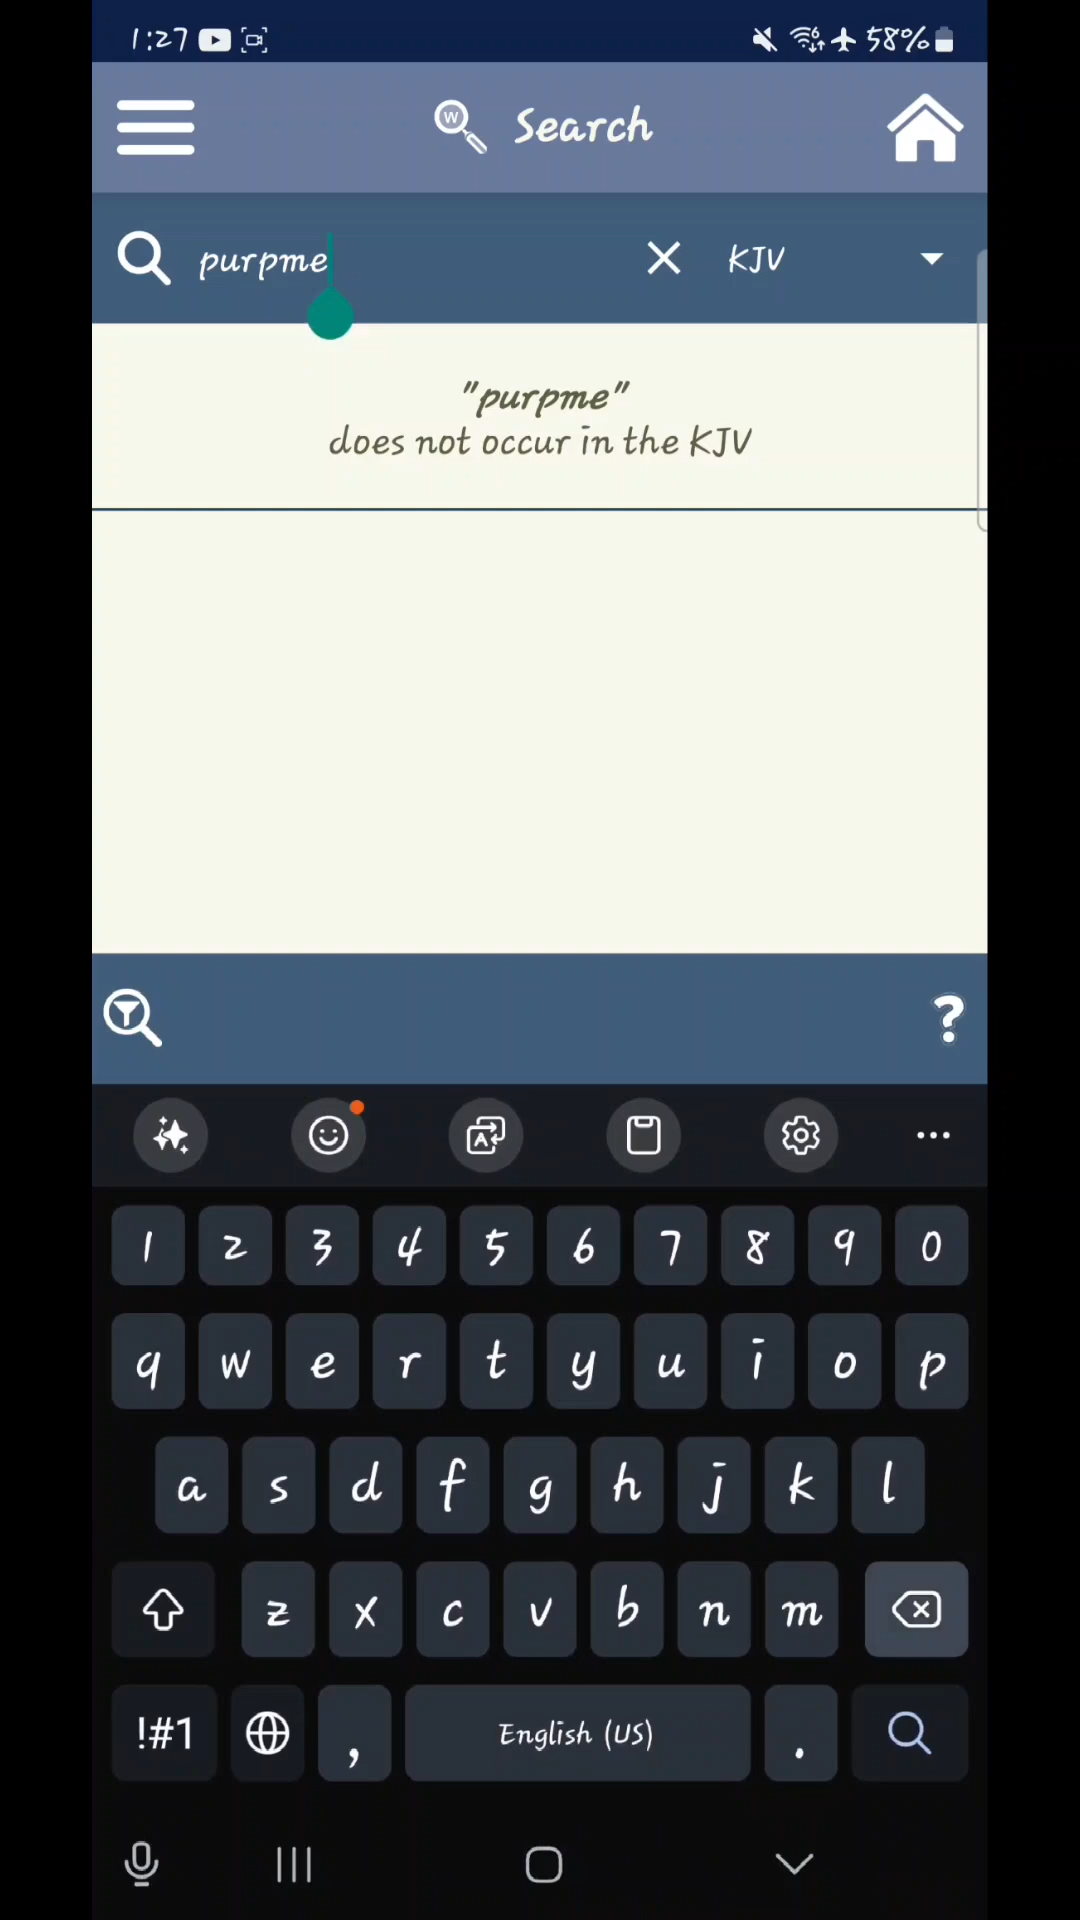 1:27 58%
W Search
purpme KJV
"purpme"
does not occur in the KJV
?
1 2 3 4 5 6 7 8 9 0
q w e r t y u i o p
a s d f g h j k l
z x c v b n m
!#1 , English (US) .